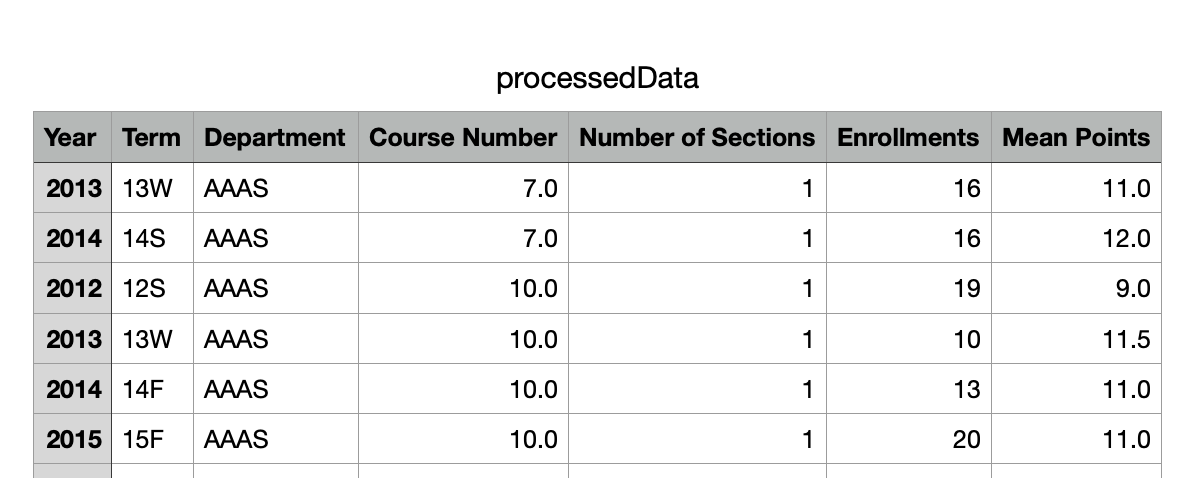 processedData
Year Term Department Course Number Number of Sections Enrollments Mean Points
2013 13W AAAS 7.0 1 16 11.0
2014 14S AAAS 7.0 1 16 12.0
2012 12S AAAS 10.0 1 19 9.0
2013 13W AAAS 10.0 1 10 11.5
2014 14F AAAS 10.0 1 13 11.0
2015 15F AAAS 10.0 1 20 11.0